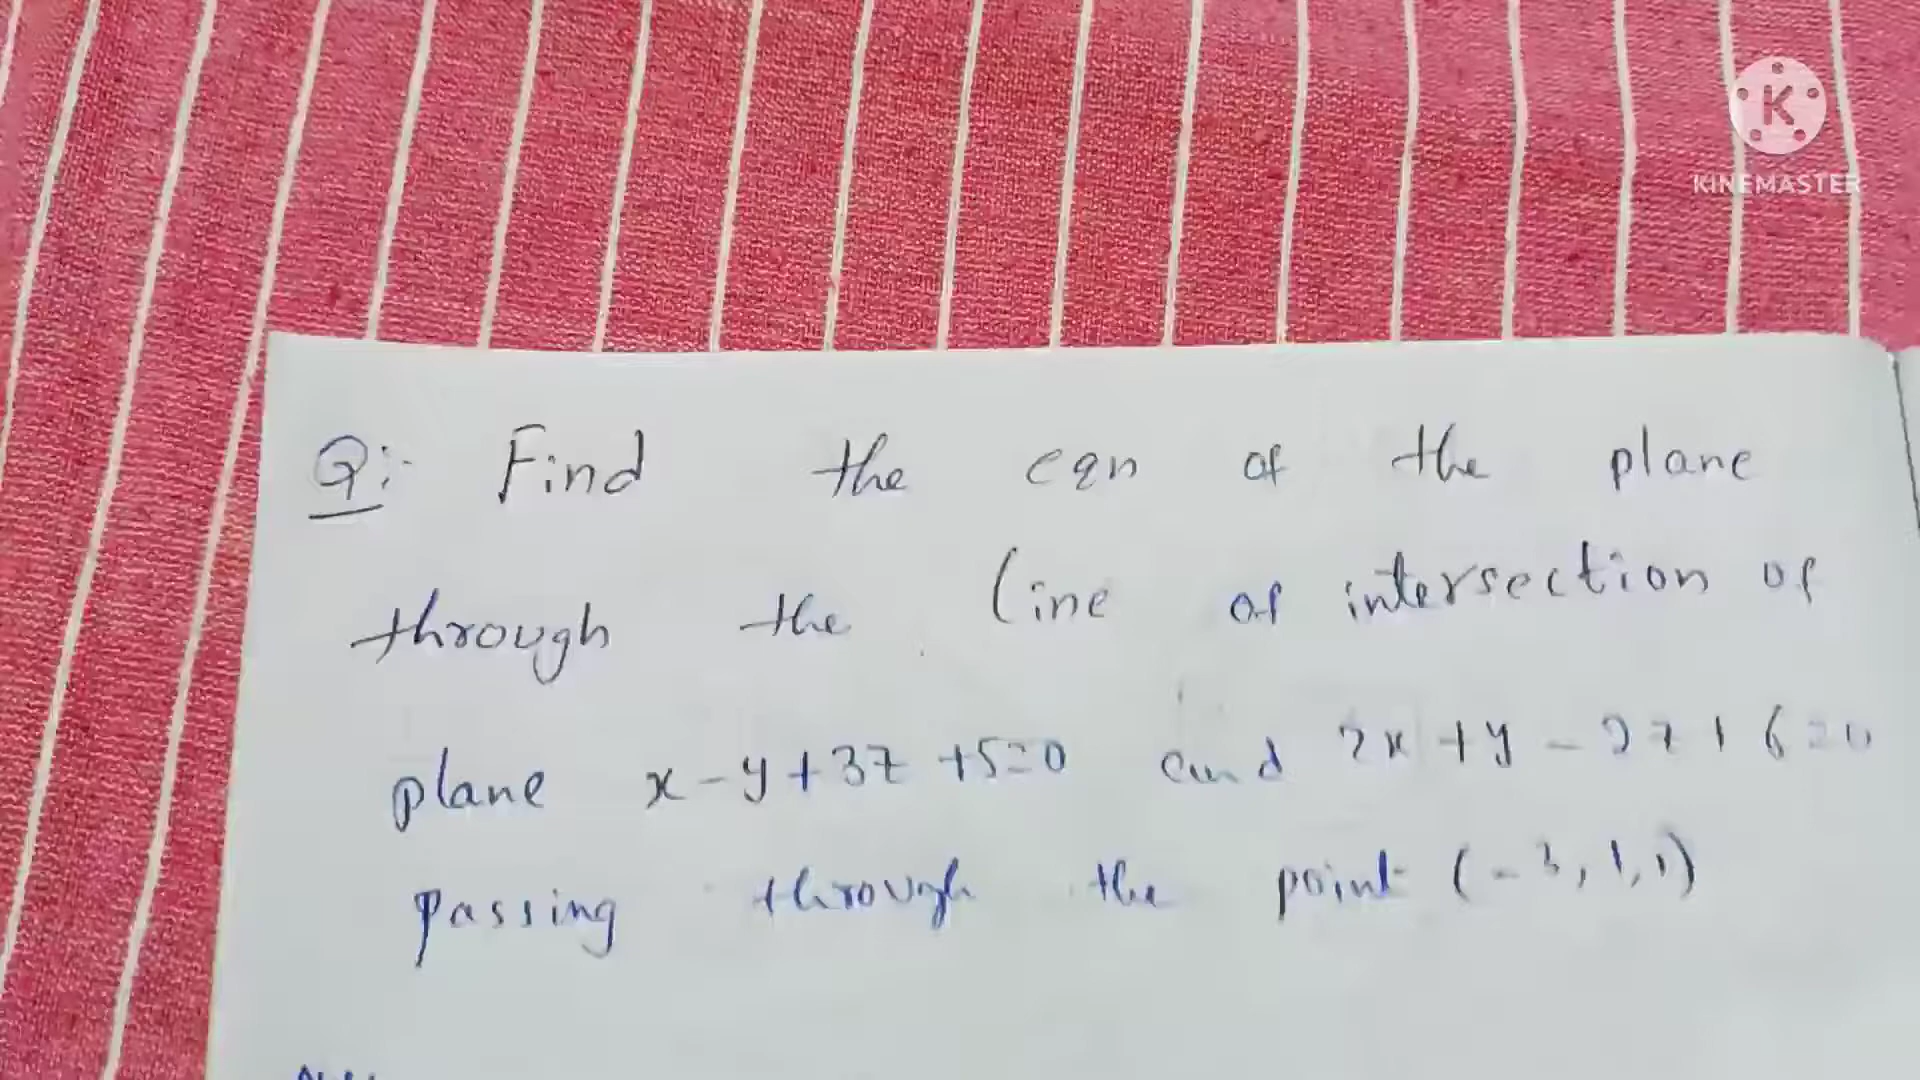 KINEMASTER
Q:- Find the eqn of the plane
through the line of intersection of
plane x-y+3z+5=0 and 2x+y-2z+6=0
passing through the point (-3,1,1)